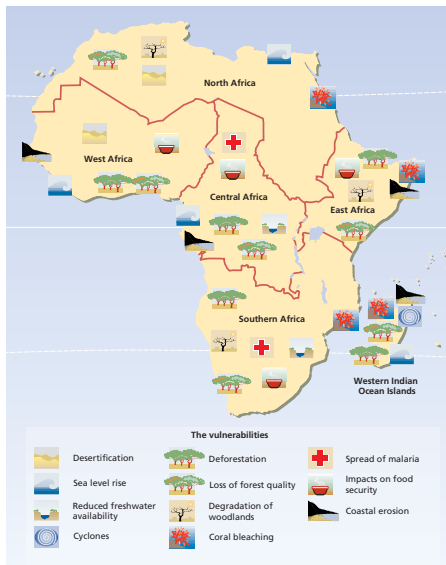 North Africa
West Africa
Central Africa
East Africa
Southern Africa
Western Indian
Ocean Islands
The vulnerabilities
Desertification
Deforestation
Spread of malaria
Sea level rise
Loss of forest quality
Impacts on food
security
Reduced freshwater
availability
Degradation of
woodlands
Coastal erosion
Cyclones
Coral bleaching